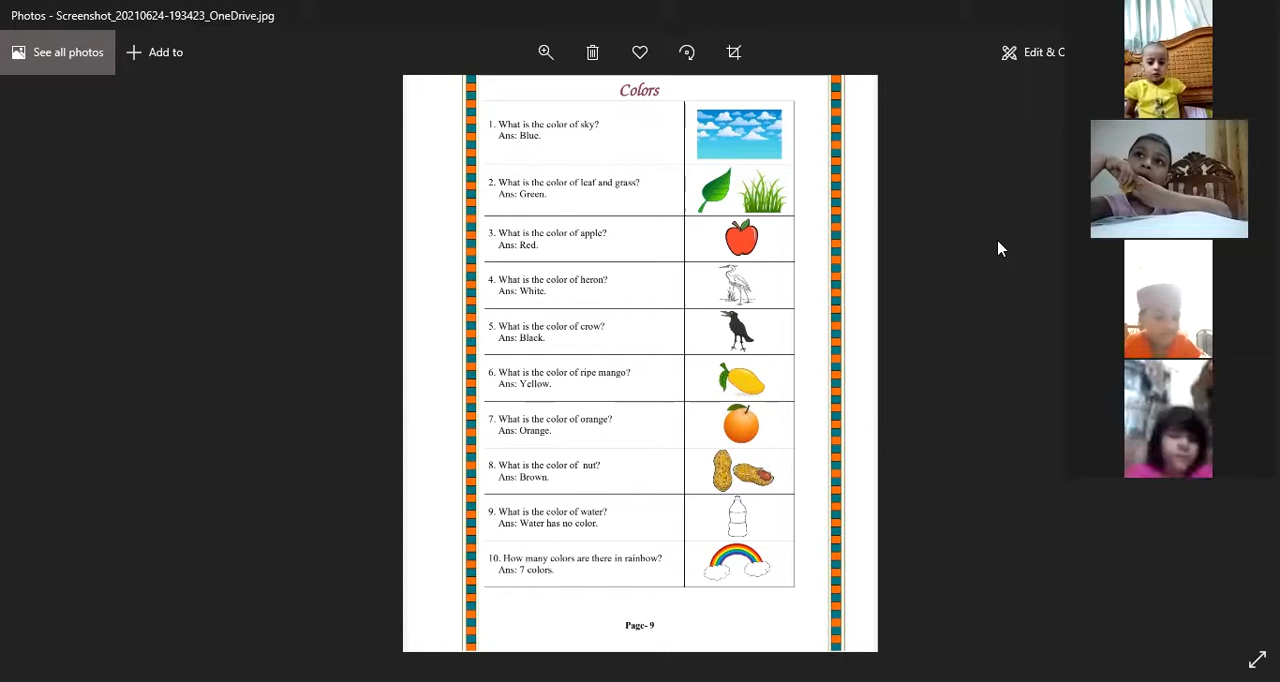 Photos - Screenshot_20210624-193423_OneDrive.jpg
See all photos
Add to
Edit & C
Colors
1. What is the color of sky?
Ans: Blue.
2. What is the color of leaf and grass?
Ans: Green.
3. What is the color of apple?
Ans: Red.
4. What is the color of heron?
Ans: White.
5. What is the color of crow?
Ans: Black.
6. What is the color of ripe mango?
Ans: Yellow.
7. What is the color of orange?
Ans: Orange.
8. What is the color of nut?
Ans: Brown.
9. What is the color of water?
Ans: Water has no color.
10. How many colors are there in rainbow?
Ans: 7 colors.
Page- 9